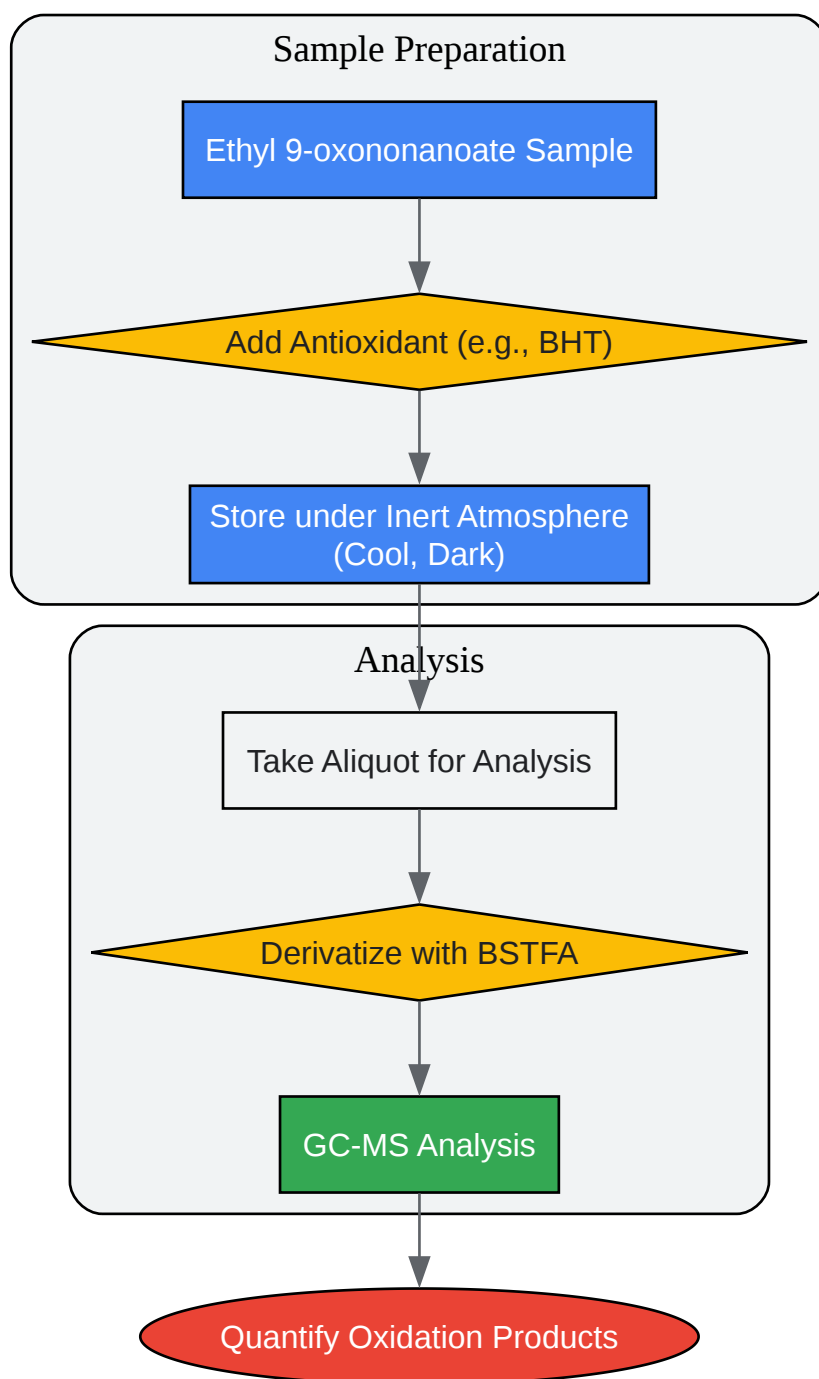 Sample Preparation
Ethyl 9-oxononanoate Sample
Add Antioxidant (e.g., BHT)
Store under Inert Atmosphere
(Cool, Dark)
Analysis
Take Aliquot for Analysis
Derivatize with BSTFA
GC-MS Analysis
Quantify Oxidation Products